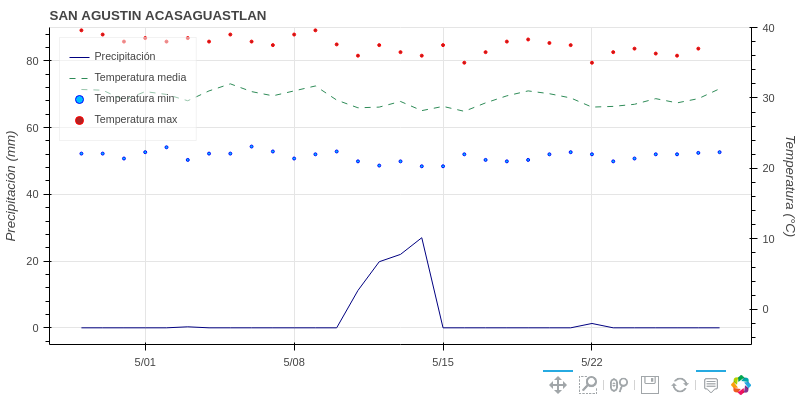 SAN AGUSTIN ACASAGUASTLAN
Precipitación
Temperatura media
Temperatura min
Temperatura max
Precipitación (mm)
80
60
40
20
0
Temperatura (°C)
40
30
20
10
0
5/01
5/08
5/15
5/22